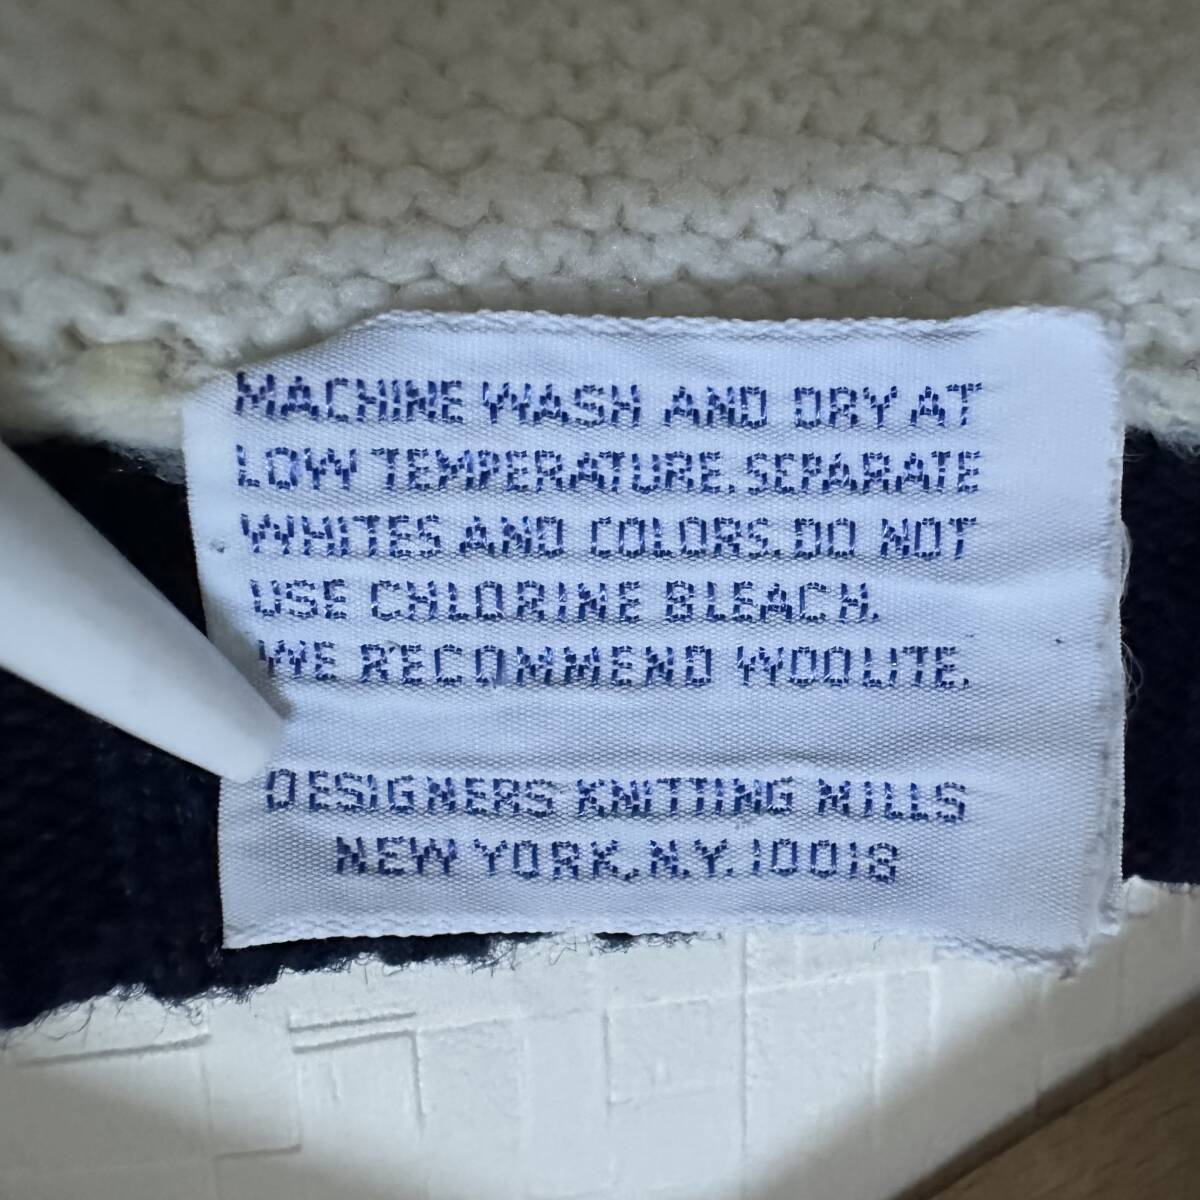 MACHINE WASH AND DRY AT
LOW TEMPERATURE. SEPARATE
WHITES AND COLORS. DO NOT
USE CHLORINE BLEACH.
WE RECOMMEND WOOLITE.
DESIGNERS KNITTING MILLS
NEW YORK, N.Y. 10018